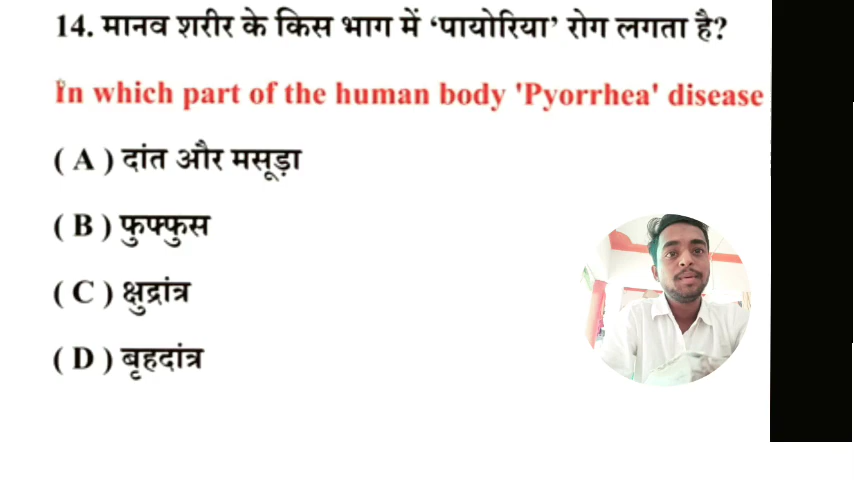 14. मानव शरीर के किस भाग में ‘पायोरिया’ रोग लगता है?
In which part of the human body 'Pyorrhea' disease
( A ) दांत और मसूड़ा
( B ) फुफ्फुस
( C ) क्षुद्रांत्र
( D ) बृहदांत्र